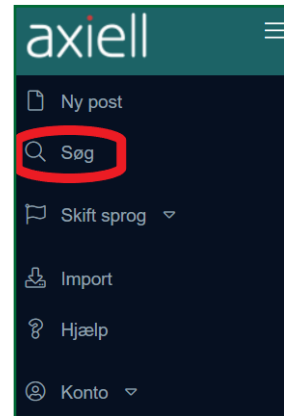 axiell
Ny post
Søg
Skift sprog
Import
Hjælp
Konto